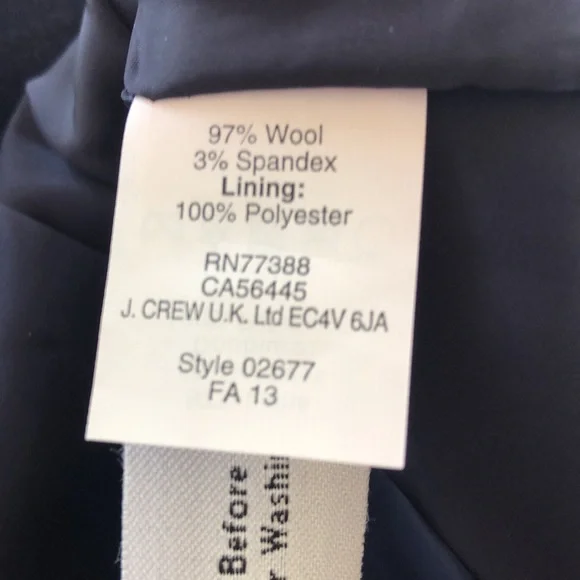 97% Wool
3% Spandex
Lining:
100% Polyester
RN77388
CA56445
J. CREW U.K. Ltd EC4V 6JA
Style 02677
FA 13
Before
Washi